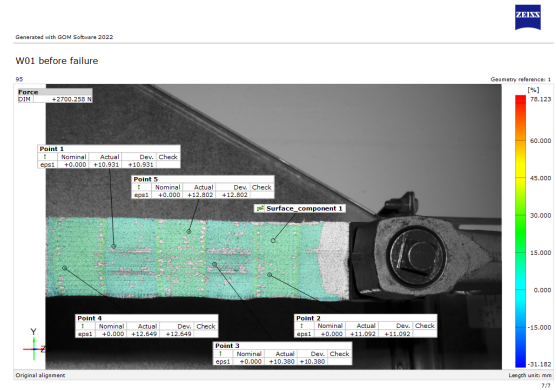 ZEISS
Generated with GOM Software 2022
W01 before failure
95
Geometry reference: 1
Force
DIM +2700.258 N
[%]
78.123
60.000
45.000
30.000
15.000
0.000
-15.000
-31.182
Point 1
! Nominal Actual Dev. Check
eps1 +0.000 +10.931 +10.931
Point 5
! Nominal Actual Dev. Check
eps1 +0.000 +12.802 +12.802
Surface_component 1
Point 4
! Nominal Actual Dev. Check
eps1 +0.000 +12.649 +12.649
Point 2
! Nominal Actual Dev. Check
eps1 +0.000 +11.092 +11.092
Point 3
! Nominal Actual Dev. Check
eps1 +0.000 +10.380 +10.380
Y
Z
Original alignment
Length unit: mm
7/7